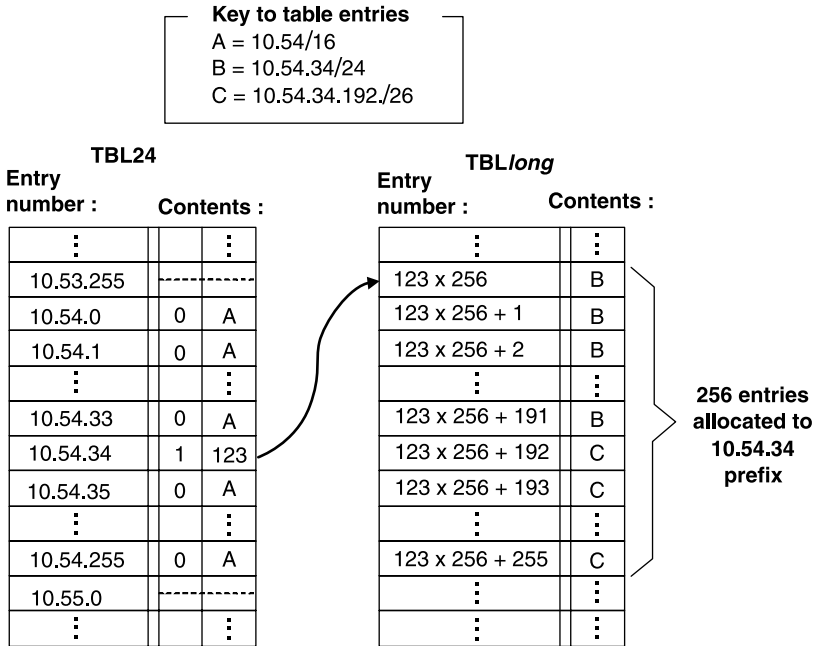 Key to table entries
A = 10.54/16
B = 10.54.34/24
C = 10.54.34.192./26
TBL24
Entry number : Contents :
⋮ ⋮
10.53.255
10.54.0 0 A
10.54.1 0 A
⋮ ⋮
10.54.33 0 A
10.54.34 1 123
10.54.35 0 A
⋮ ⋮
10.54.255 0 A
10.55.0
⋮ ⋮
TBLlong
Entry number : Contents :
⋮ ⋮
123 x 256 B
123 x 256 + 1 B
123 x 256 + 2 B
⋮ ⋮
123 x 256 + 191 B
123 x 256 + 192 C
123 x 256 + 193 C
⋮ ⋮
123 x 256 + 255 C
⋮ ⋮
⋮ ⋮
256 entries
allocated to
10.54.34
prefix